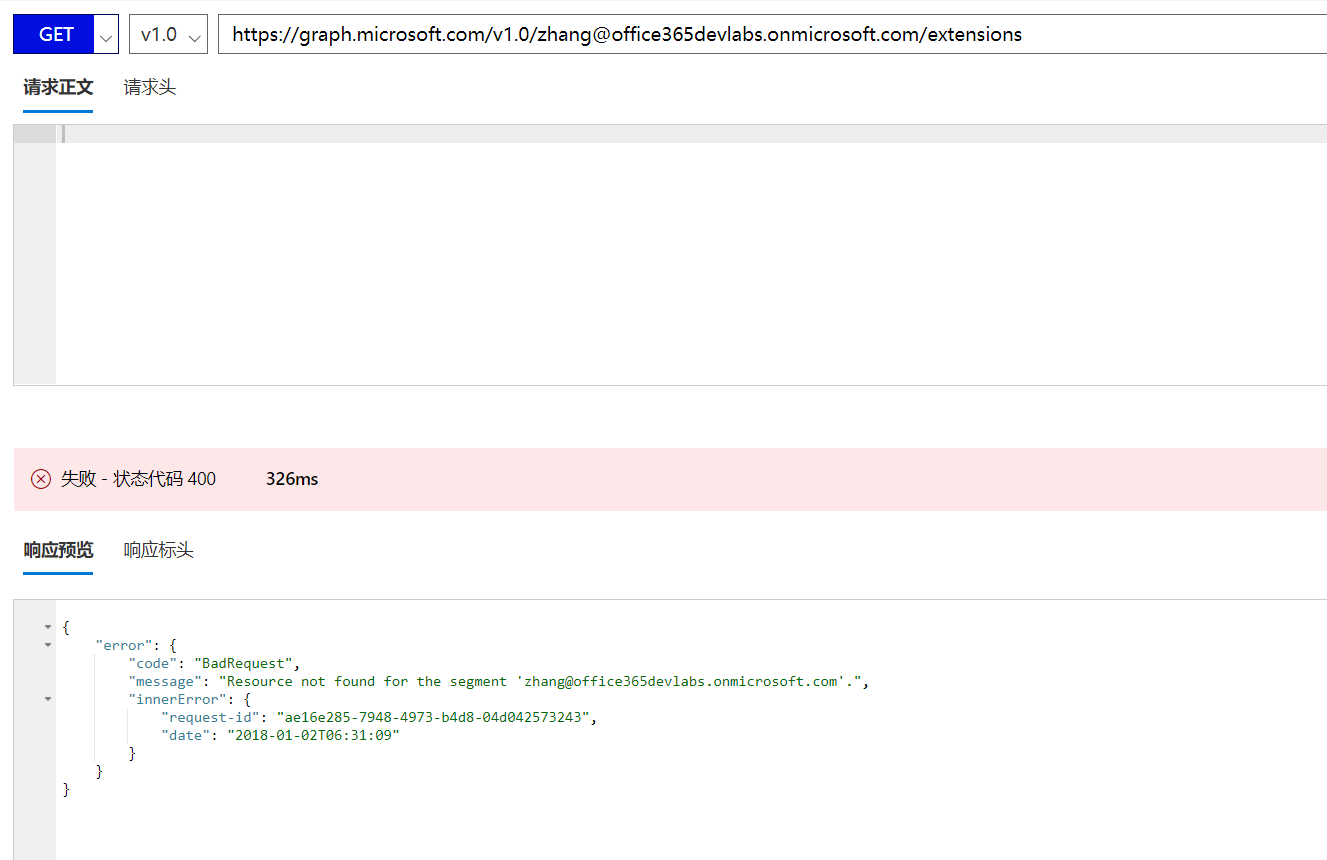 GET v1.0 https://graph.microsoft.com/v1.0/zhang@office365devlabs.onmicrosoft.com/extensions
请求正文 请求头
失败 - 状态代码 400 326ms
响应预览 响应标头
{
"error": {
"code": "BadRequest",
"message": "Resource not found for the segment 'zhang@office365devlabs.onmicrosoft.com'.",
"innerError": {
"request-id": "ae16e285-7948-4973-b4d8-04d042573243",
"date": "2018-01-02T06:31:09"
}
}
}